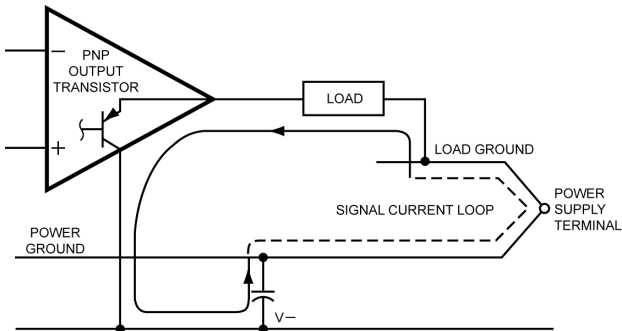 −
PNP
OUTPUT
TRANSISTOR
+
LOAD
LOAD GROUND
POWER
SUPPLY
TERMINAL
SIGNAL CURRENT LOOP
POWER
GROUND
V−